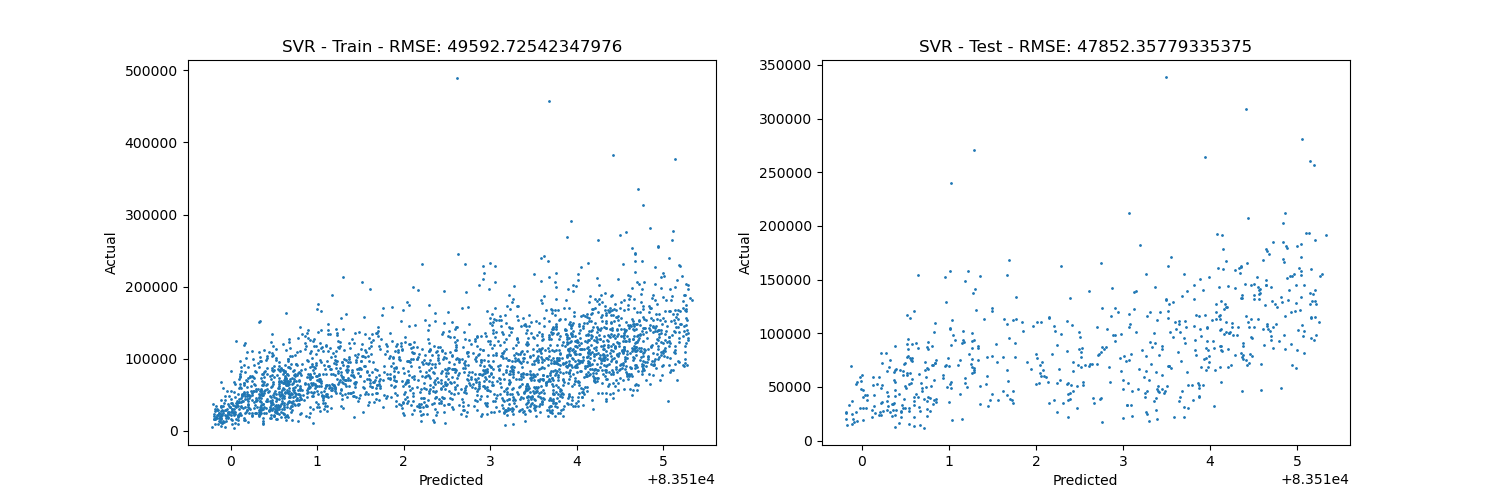 SVR - Train - RMSE: 49592.72542347976
500000
400000
300000
200000
100000
0
Actual
0 1 2 3 4 5
Predicted
+8.351e4
SVR - Test - RMSE: 47852.35779335375
350000
300000
250000
200000
150000
100000
50000
0
Actual
0 1 2 3 4 5
Predicted
+8.351e4